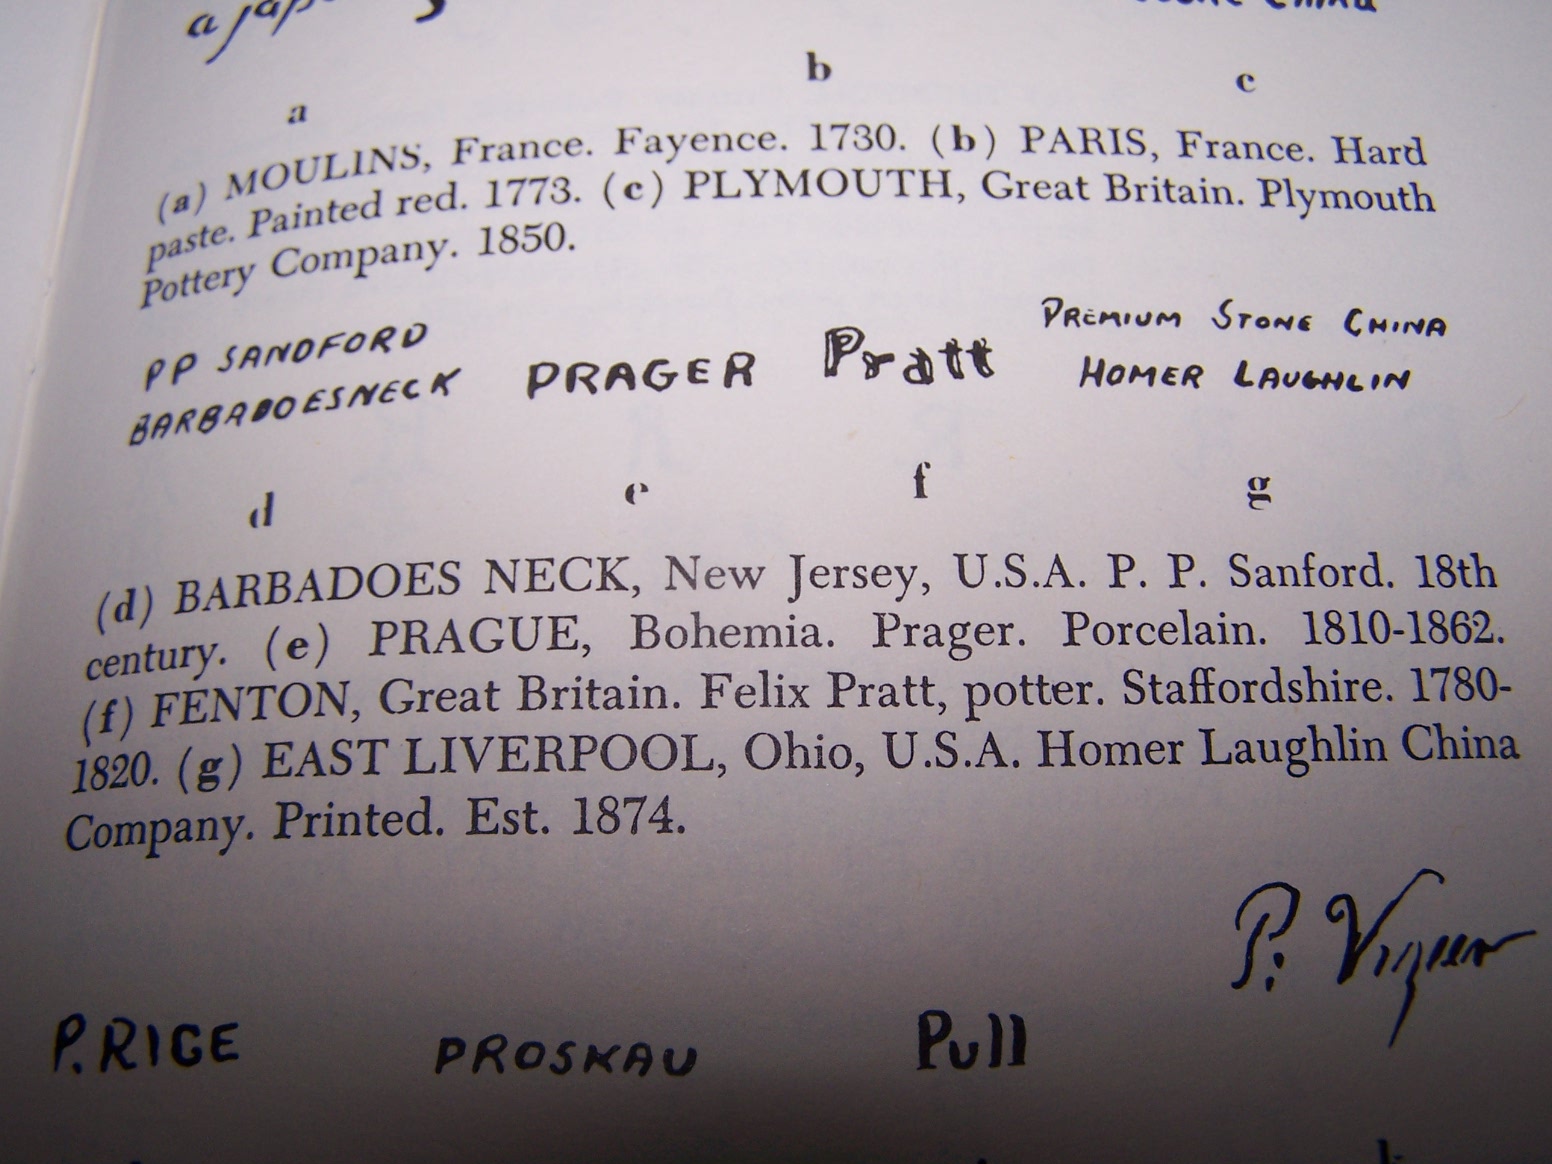 a b c
(a) MOULINS, France. Fayence. 1730. (b) PARIS, France. Hard
paste. Painted red. 1773. (c) PLYMOUTH, Great Britain. Plymouth
Pottery Company. 1850.
PP SANDFORD
BARBADOESNECK
PRAGER
Pratt
PREMIUM STONE CHINA
HOMER LAUGHLIN
d e f g
(d) BARBADOES NECK, New Jersey, U.S.A. P. P. Sanford. 18th
century. (e) PRAGUE, Bohemia. Prager. Porcelain. 1810-1862.
(f) FENTON, Great Britain. Felix Pratt, potter. Staffordshire. 1780-
1820. (g) EAST LIVERPOOL, Ohio, U.S.A. Homer Laughlin China
Company. Printed. Est. 1874.
P. RIGE
PROSKAU
Pull
P.